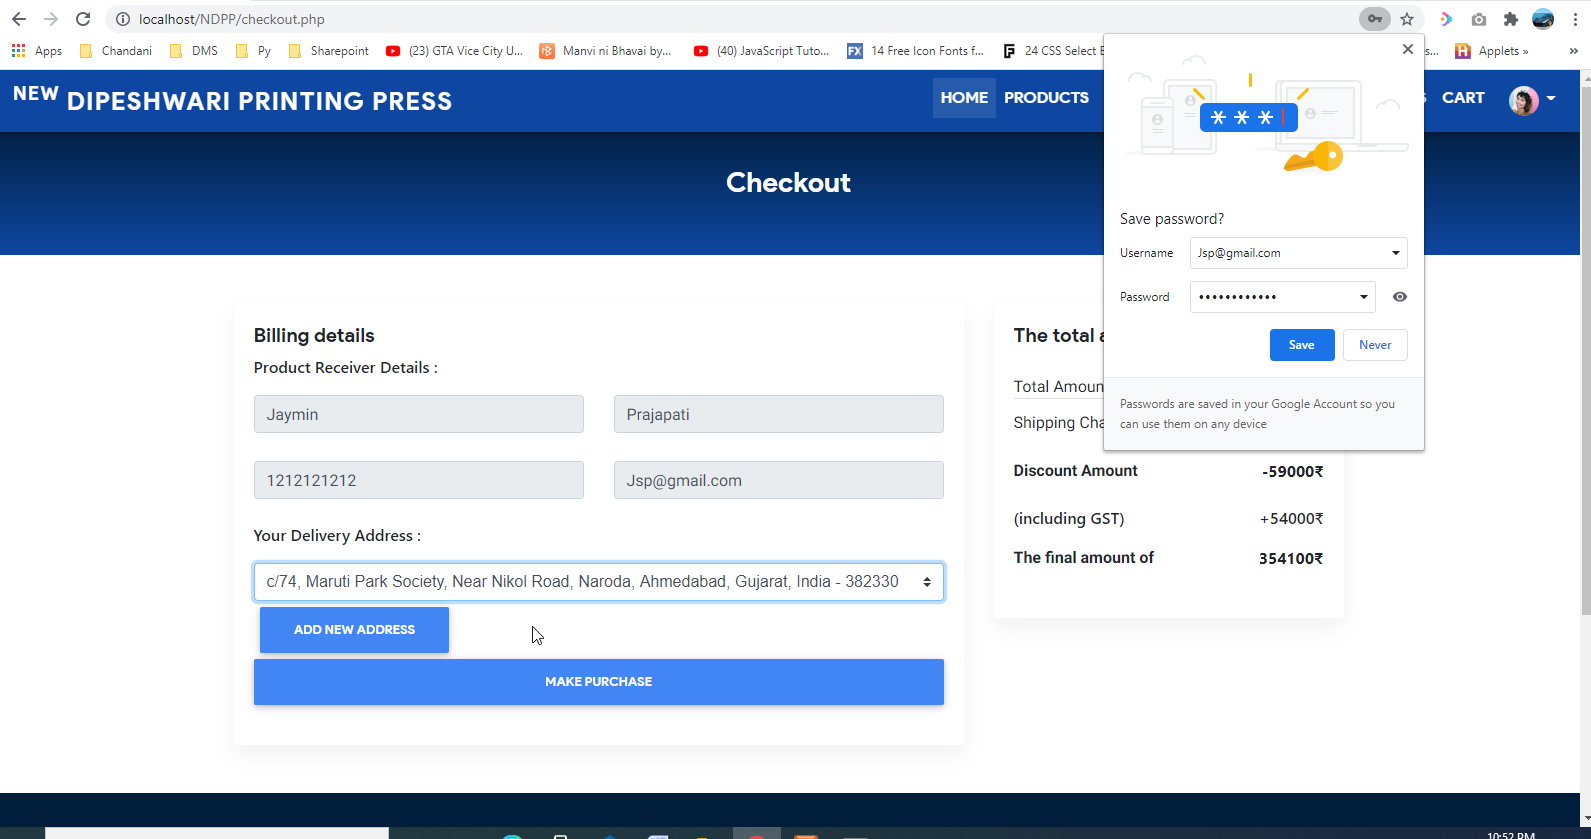 localhost/NDPP/checkout.php
Apps Chandani DMS Py Sharepoint (23) GTA Vice City U... Manvi ni Bhavai by... (40) JavaScript Tuto... 14 Free Icon Fonts f... 24 CSS Select Applets »
NEW DIPESHWARI PRINTING PRESS
HOME PRODUCTS CART
Checkout
Save password?
Username Jsp@gmail.com
Password ••••••••••••
Save Never
Passwords are saved in your Google Account so you
can use them on any device
Billing details
Product Receiver Details :
Jaymin Prajapati
1212121212 Jsp@gmail.com
Your Delivery Address :
c/74, Maruti Park Society, Near Nikol Road, Naroda, Ahmedabad, Gujarat, India - 382330
ADD NEW ADDRESS
MAKE PURCHASE
The total
Total Amoun
Shipping Cha
Discount Amount -59000₹
(including GST) +54000₹
The final amount of 354100₹
10:52 PM